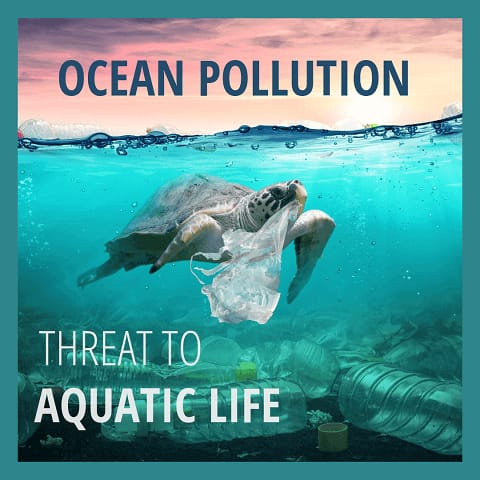 OCEAN POLLUTION
THREAT TO
AQUATIC LIFE